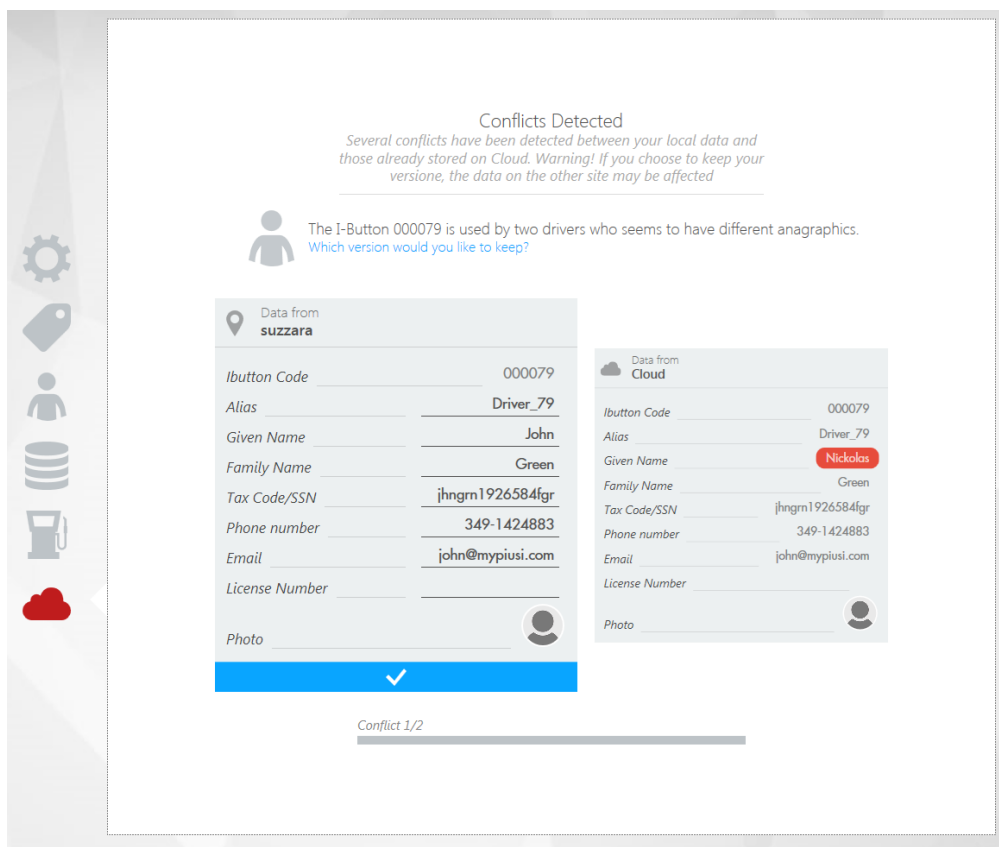 Conflicts Detected
Several conflicts have been detected between your local data and
those already stored on Cloud. Warning! If you choose to keep your
versione, the data on the other site may be affected
The I-Button 000079 is used by two drivers who seems to have different anagraphics.
Which version would you like to keep?
Data from
suzzara
Ibutton Code 000079
Alias Driver_79
Given Name John
Family Name Green
Tax Code/SSN jhngrn1926584fgr
Phone number 349-1424883
Email john@mypiusi.com
License Number
Photo
Data from
Cloud
Ibutton Code 000079
Alias Driver_79
Given Name Nickolas
Family Name Green
Tax Code/SSN jhngrn1926584fgr
Phone number 349-1424883
Email john@mypiusi.com
License Number
Photo
Conflict 1/2